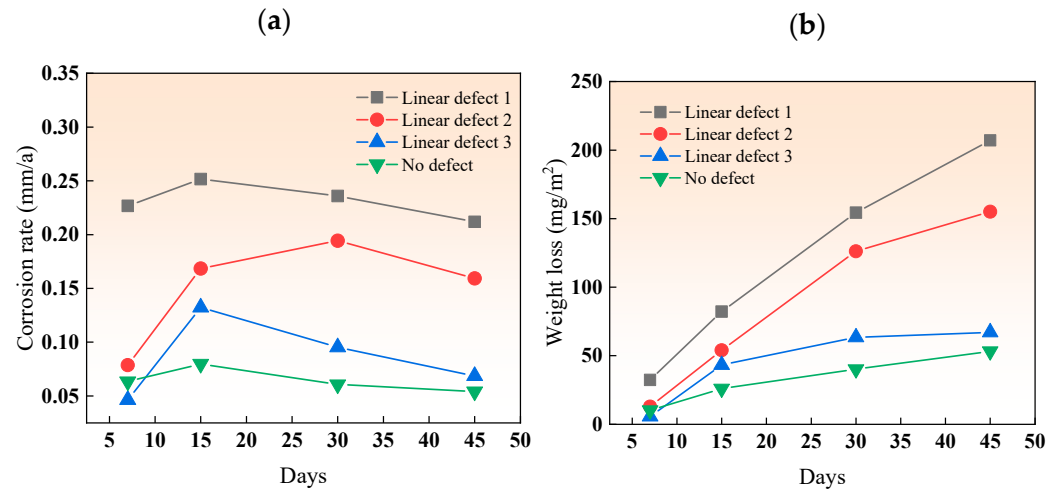 (a)
0.35
0.30
0.25
0.20
0.15
0.10
0.05
Corrosion rate (mm/a)
Linear defect 1
Linear defect 2
Linear defect 3
No defect
5 10 15 20 25 30 35 40 45 50
Days
(b)
250
200
150
100
50
0
Weight loss (mg/m²)
Linear defect 1
Linear defect 2
Linear defect 3
No defect
5 10 15 20 25 30 35 40 45 50
Days